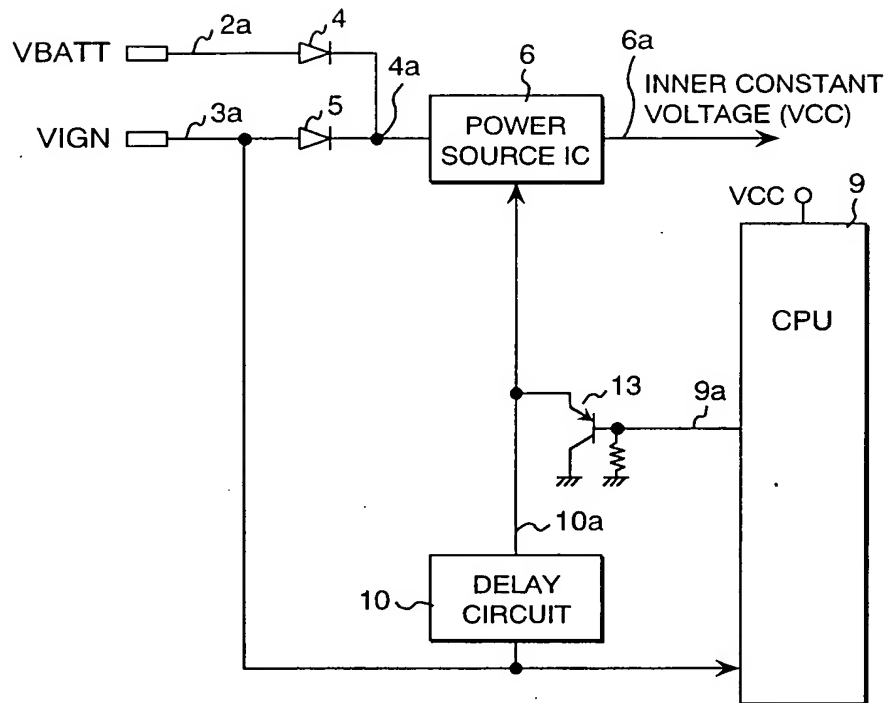 VBATT
2a
4
4a
6
6a
INNER CONSTANT
VOLTAGE (VCC)
VIGN
3a
5
POWER
SOURCE IC
VCC
9
CPU
13
9a
10a
10
DELAY
CIRCUIT